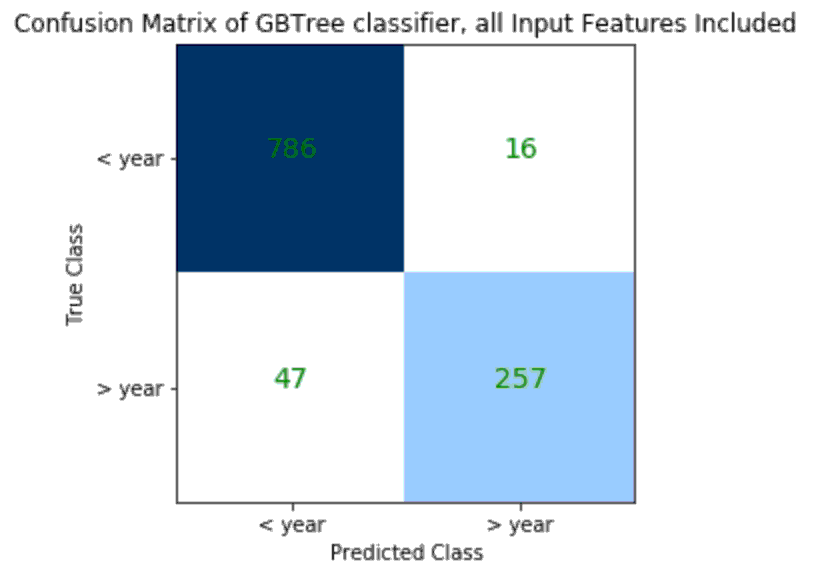 Confusion Matrix of GBTree classifier, all Input Features Included
786 16
< year
True Class
47 257
> year
< year > year
Predicted Class